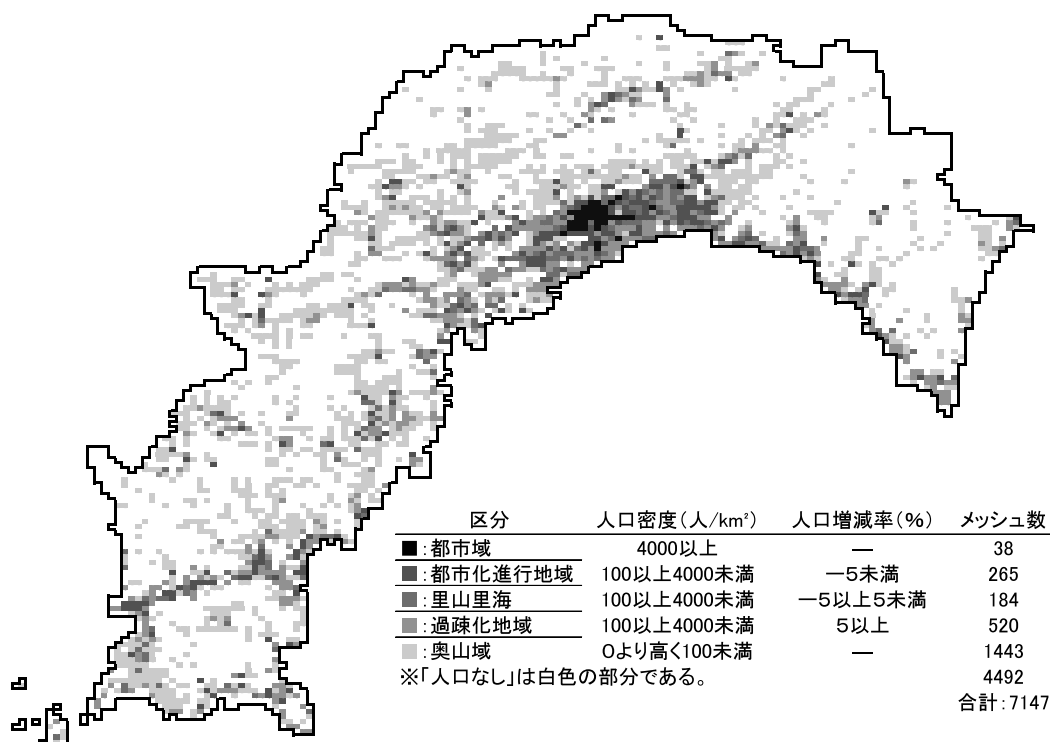 区分 人口密度(人/km²) 人口増減率(%) メッシュ数
■:都市域 4000以上 ― 38
■:都市化進行地域 100以上4000未満 −5未満 265
■:里山里海 100以上4000未満 −5以上5未満 184
■:過疎化地域 100以上4000未満 5以上 520
■:奥山域 0より高く100未満 ― 1443
※「人口なし」は白色の部分である。 4492
合計:7147